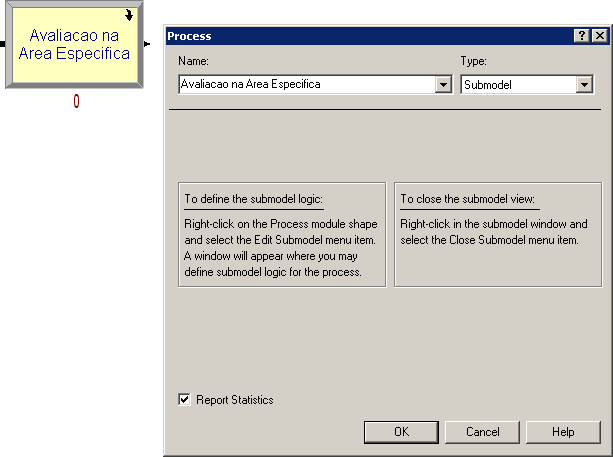 Avaliacao na
Area Especifica
0
Process
Name:
Type:
Avaliacao na Area Especifica
Submodel
To define the submodel logic:
Right-click on the Process module shape
and select the Edit Submodel menu item.
A window will appear where you may
define submodel logic for the process.
To close the submodel view:
Right-click in the submodel window and
select the Close Submodel menu item.
Report Statistics
OK
Cancel
Help